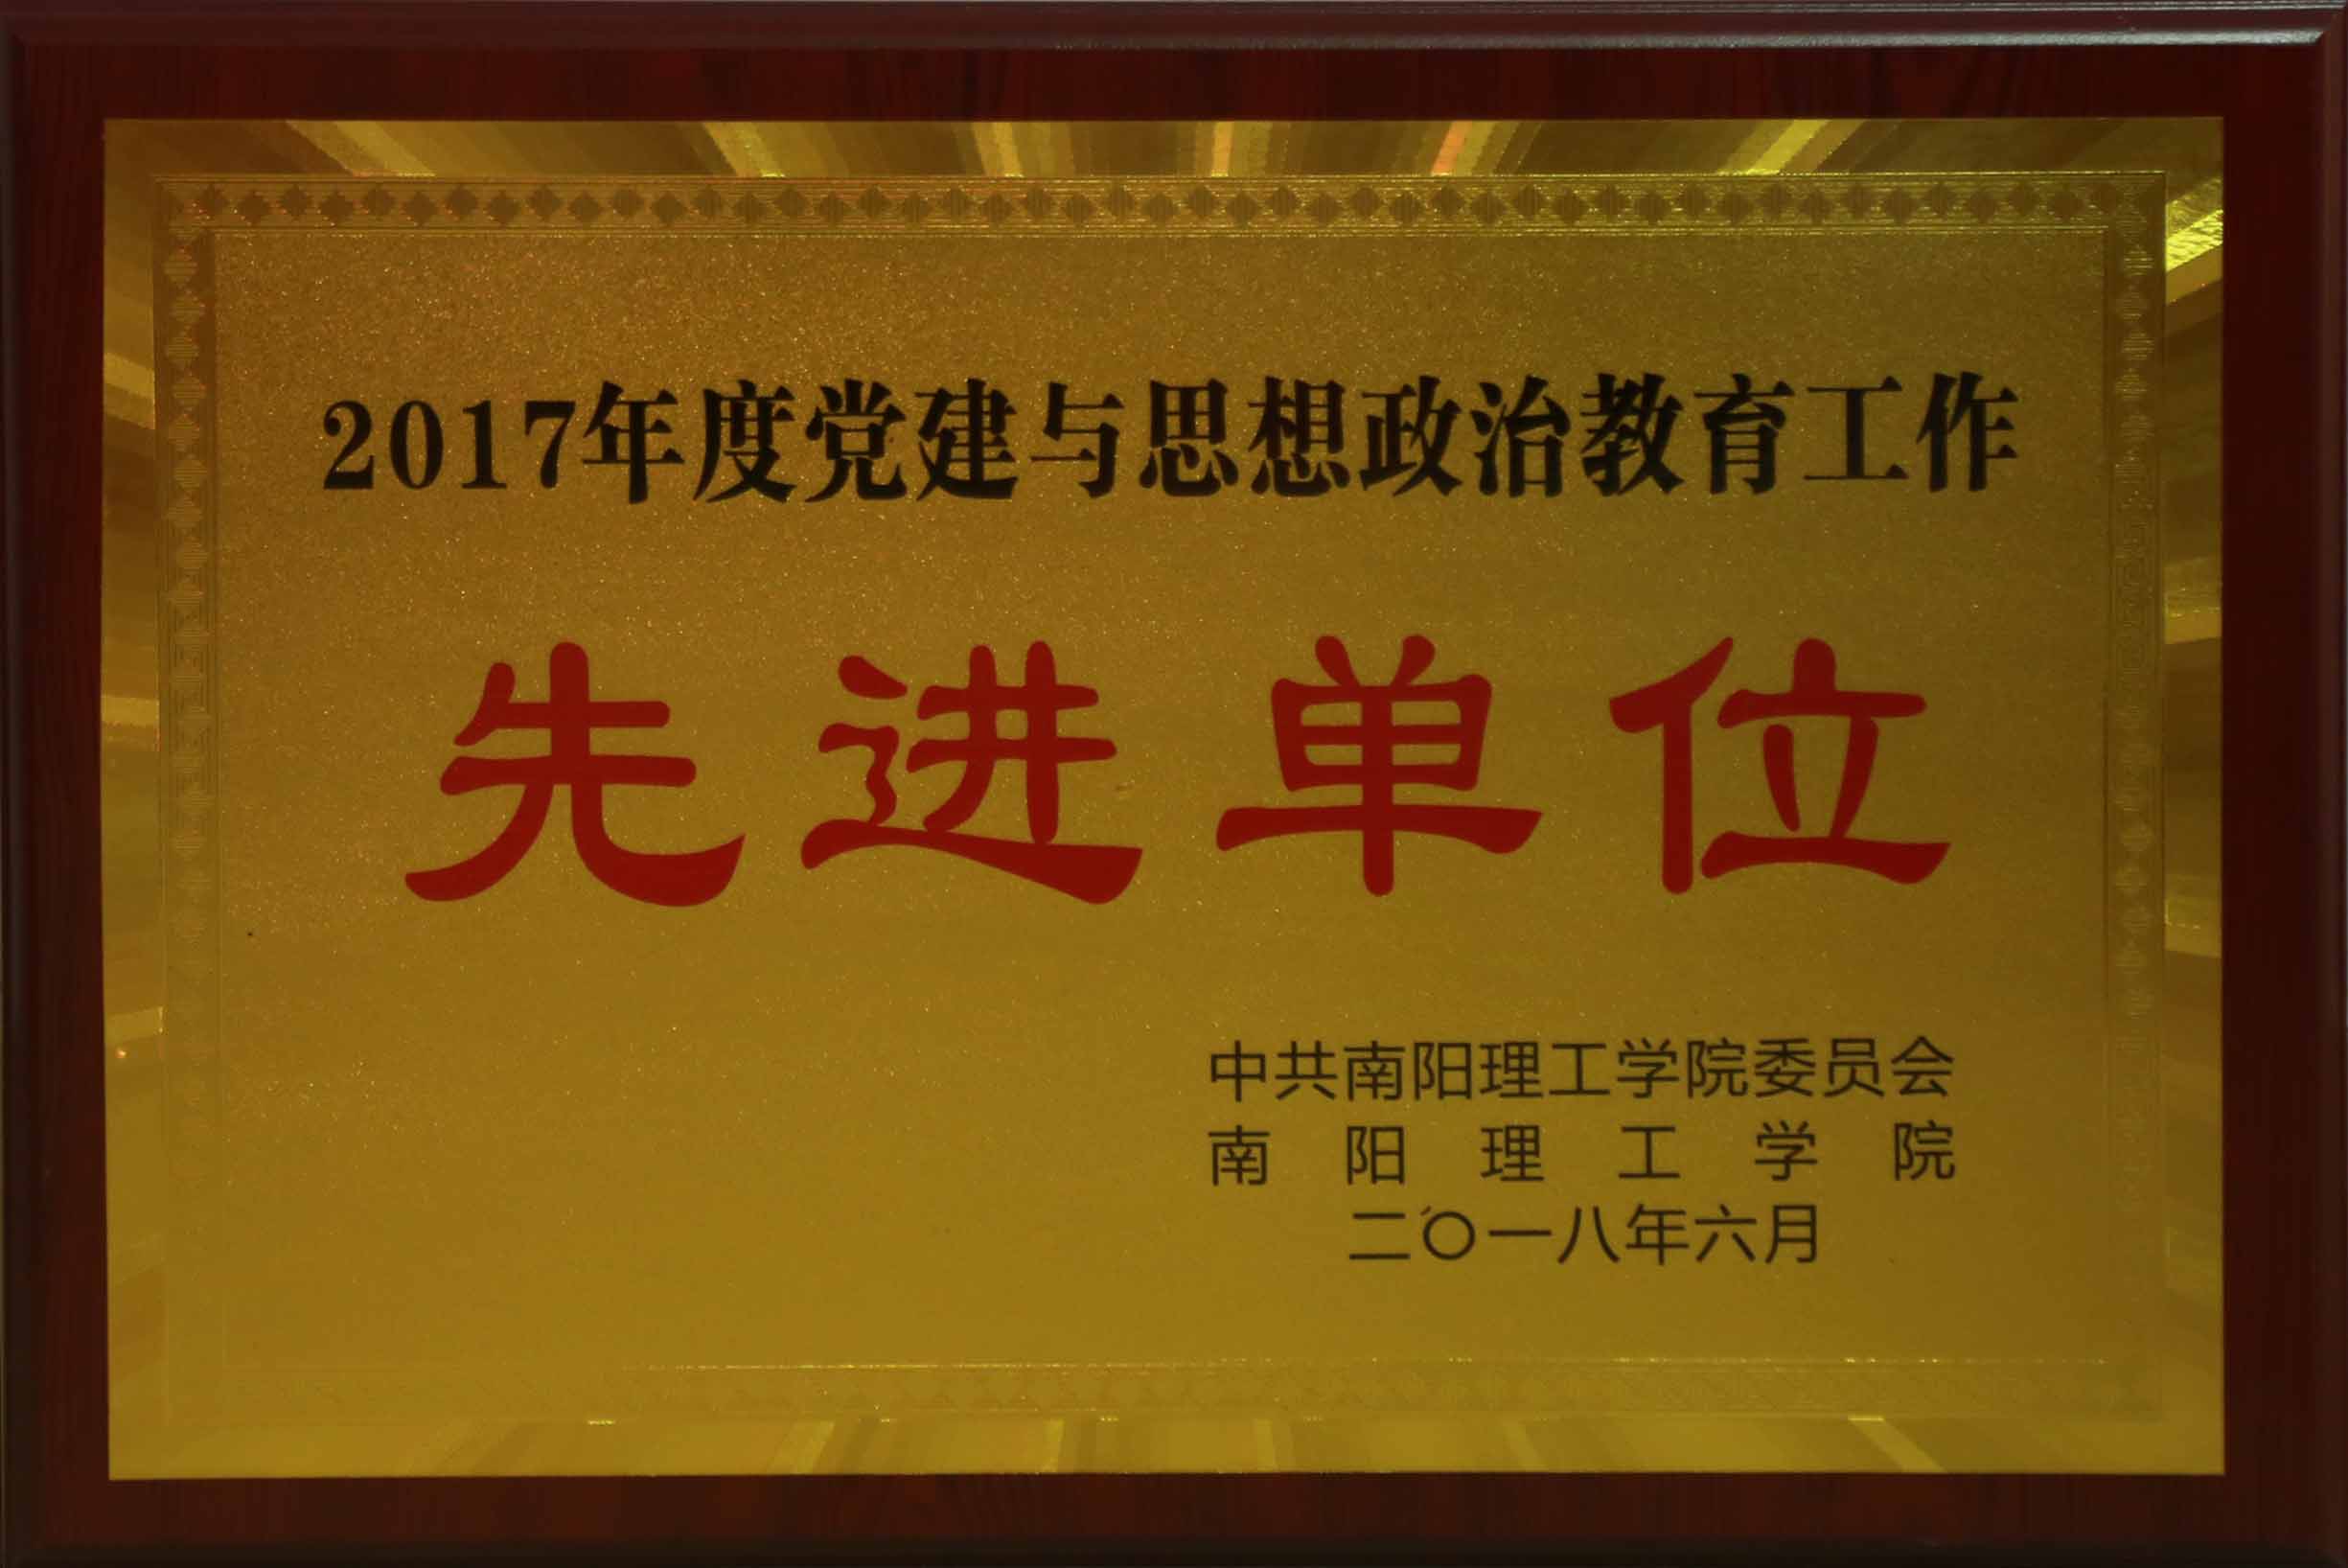 2017年度党建与思想政治教育工作
先进单位
中共南阳理工学院委员会
南阳理工学院
二〇一八年六月